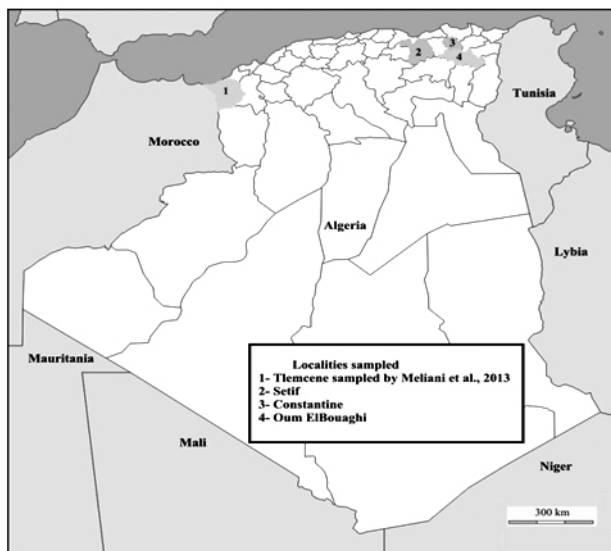 2
3
4
1
Tunisia
Morocco
Algeria
Lybia
Mauritania
Localities sampled
1- Tlemcene sampled by Meliani et al., 2013
2- Setif
3- Constantine
4- Oum ElBouaghi
Mali
Niger
300 km